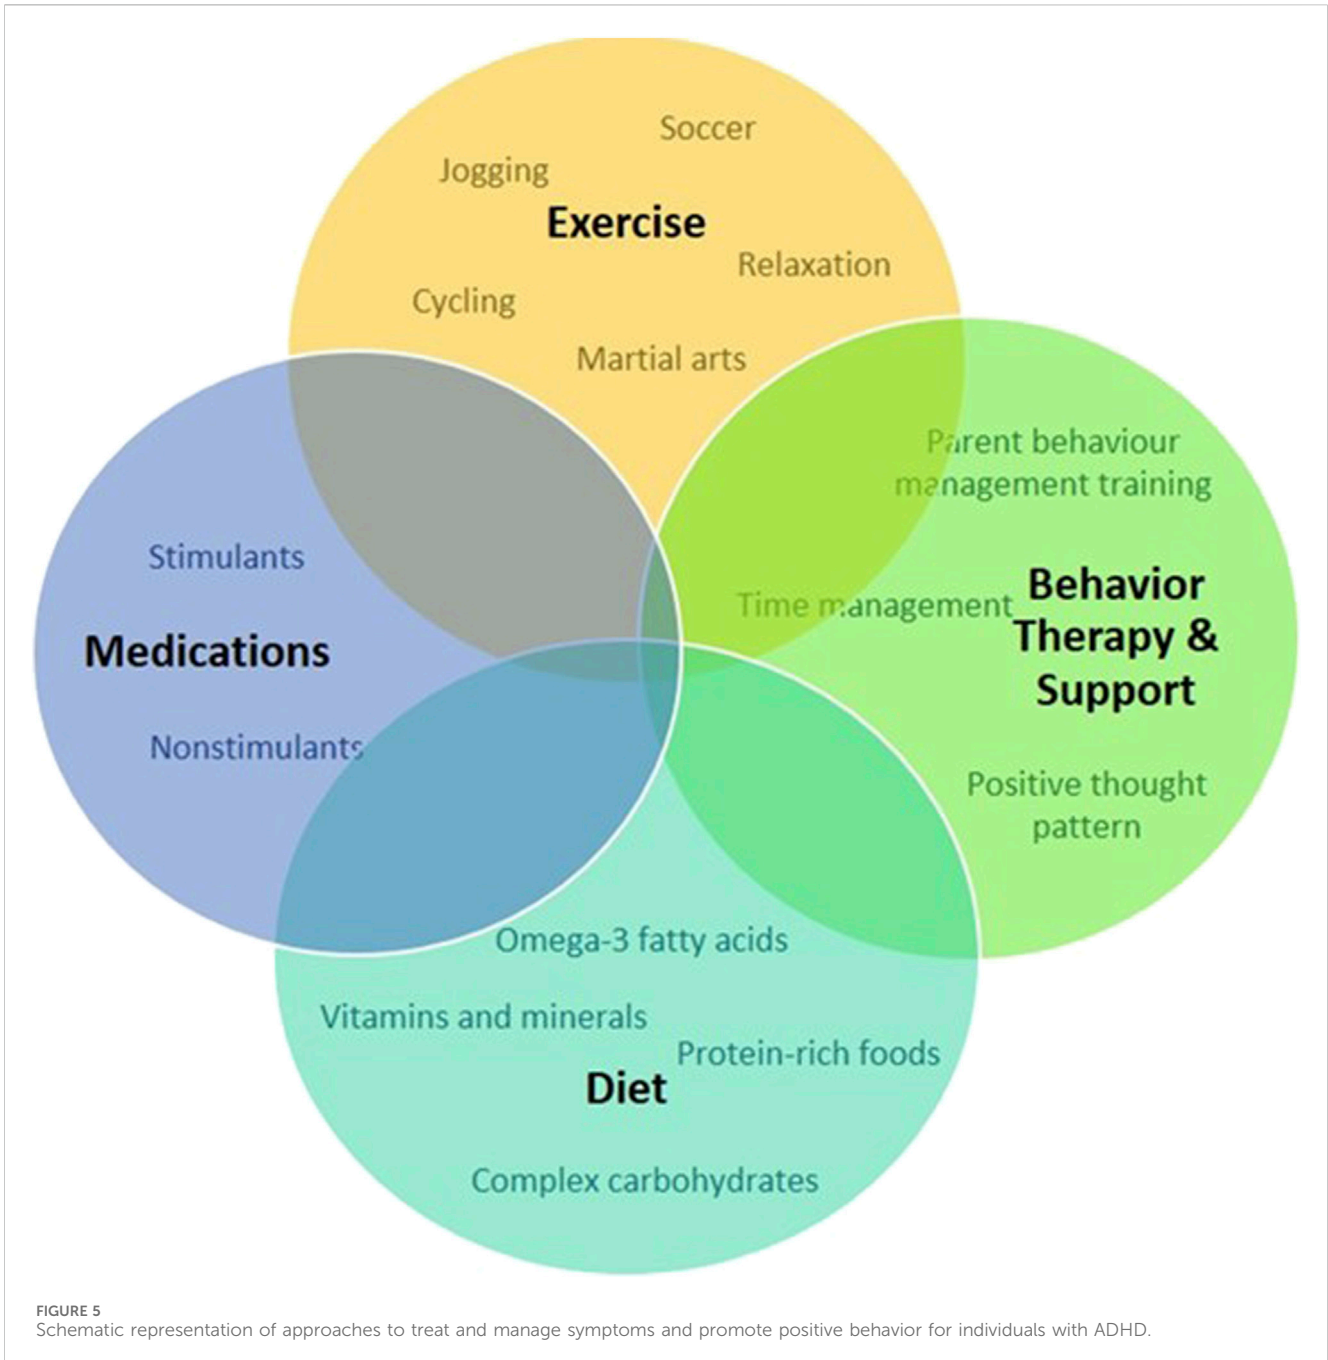 Soccer
Jogging
Exercise
Relaxation
Cycling
Martial arts
Parent behaviour
management training
Stimulants
Behavior
Time management
Therapy &
Medications
Support
Nonstimulants
Positive thought
pattern
Omega-3 fatty acids
Vitamins and minerals
Protein-rich foods
Diet
Complex carbohydrates
FIGURE 5
Schematic representation of approaches to treat and manage symptoms and promote positive behavior for individuals with ADHD.